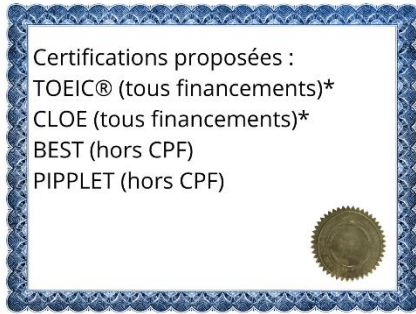 Certifications proposées :
TOEIC® (tous financements)*
CLOE (tous financements)*
BEST (hors CPF)
PIPPLET (hors CPF)